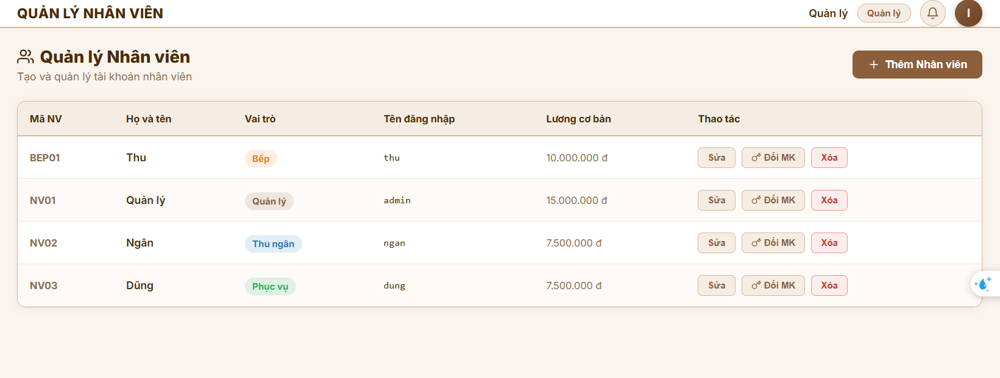 QUẢN LÝ NHÂN VIÊN
Quản lý Quản lý I
Quản lý Nhân viên
Tạo và quản lý tài khoản nhân viên
+ Thêm Nhân viên
Mã NV Họ và tên Vai trò Tên đăng nhập Lương cơ bản Thao tác
BEP01 Thu Bếp thu 10.000.000 đ Sửa Đổi MK Xóa
NV01 Quản lý Quản lý admin 15.000.000 đ Sửa Đổi MK Xóa
NV02 Ngân Thu ngân ngan 7.500.000 đ Sửa Đổi MK Xóa
NV03 Dũng Phục vụ dung 7.500.000 đ Sửa Đổi MK Xóa